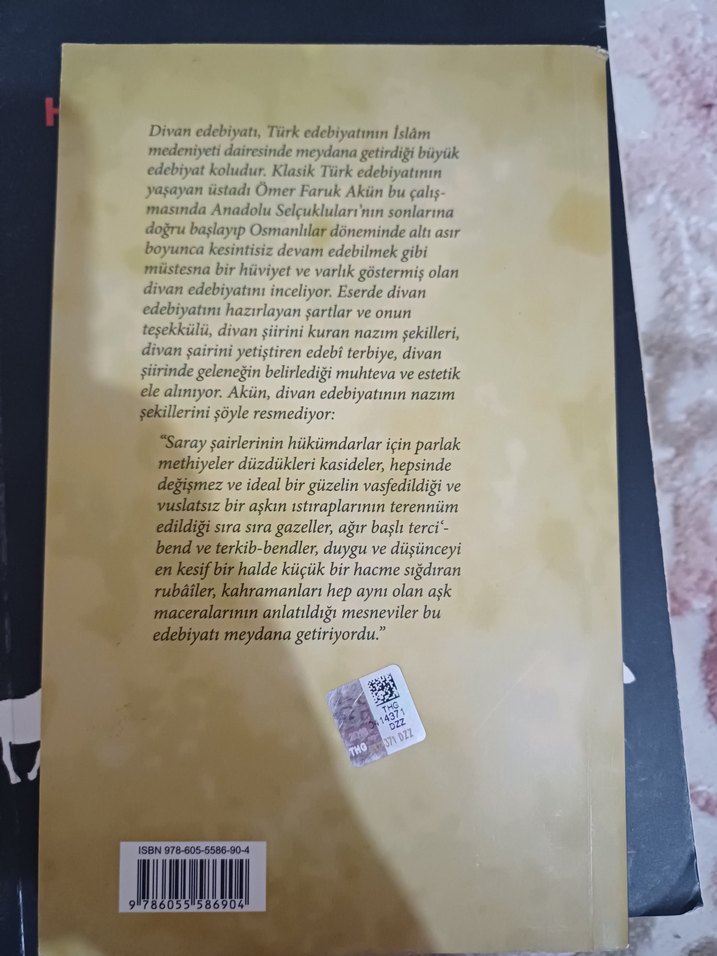 H
Divan edebiyatı, Türk edebiyatının İslâm
medeniyeti dairesinde meydana getirdiği büyük
edebiyat koludur. Klasik Türk edebiyatının
yaşayan üstadı Ömer Faruk Akün bu çalış-
masında Anadolu Selçukluları'nın sonlarına
doğru başlayıp Osmanlılar döneminde altı asır
boyunca kesintisiz devam edebilmek gibi
müstesna bir hüviyet ve varlık göstermiş olan
divan edebiyatını inceliyor. Eserde divan
edebiyatını hazırlayan şartlar ve onun
teşekkülü, divan şiirini kuran nazım şekilleri,
divan şairini yetiştiren edebî terbiye, divan
şiirinde geleneğin belirlediği muhteva ve estetik
ele alınıyor. Akün, divan edebiyatının nazım
şekillerini şöyle resmediyor:
“Saray şairlerinin hükümdarlar için parlak
methiyeler düzdükleri kasideler, hepsinde
değişmez ve ideal bir güzelin vasfedildiği ve
vuslatsız bir aşkın ıstıraplarının terennüm
edildiği sıra sıra gazeller, ağır başlı terci‘-
bend ve terkib-bendler, duygu ve düşünceyi
en kesif bir halde küçük bir hacme sığdıran
rubâîler, kahramanları hep aynı olan aşk
maceralarının anlatıldığı mesneviler bu
edebiyatı meydana getiriyordu.”
THG
14371
DZZ
THG
371 DZZ
ISBN 978-605-5586-90-4
9 786055 586904